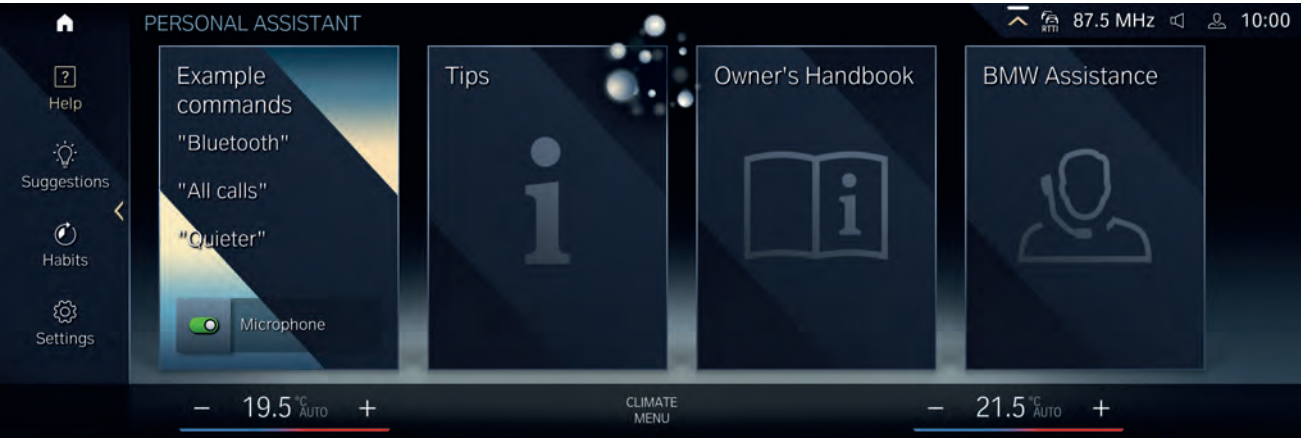 PERSONAL ASSISTANT
RTTI
87.5 MHz
10:00
?
Help
Suggestions
Habits
Settings
Example
commands
"Bluetooth"
"All calls"
"Quieter"
Microphone
Tips
i
Owner's Handbook
i
BMW Assistance
− 19.5 °C AUTO +
CLIMATE
MENU
− 21.5 °C AUTO +